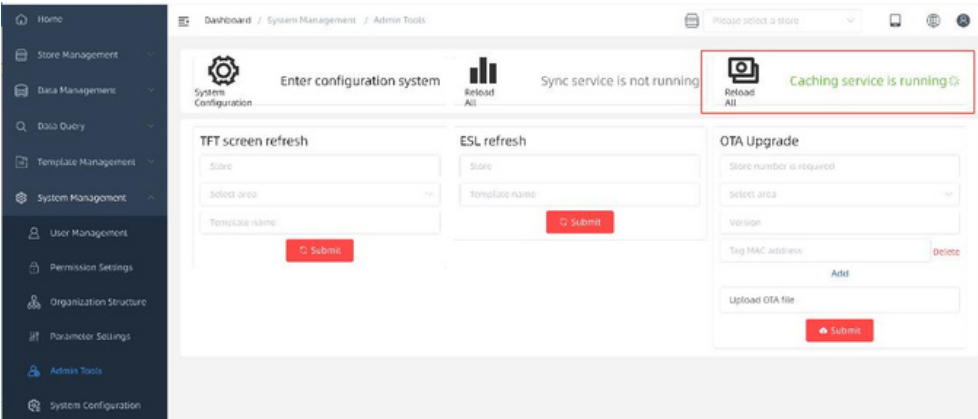 Home
Dashboard / System Management / Admin Tools
Please select a store
Store Management
Data Management
Data Query
Template Management
System Management
User Management
Permission Settings
Organization Structure
Parameter Settings
Admin Tools
System Configuration
System
Configuration
Enter configuration system
Reload
All
Sync service is not running
Reload
All
Caching service is running
TFT screen refresh
Store
Select area
Template name
Submit
ESL refresh
Store
Template name
Submit
OTA Upgrade
Store number is required
Select area
Version
Tag MAC address
Delete
Add
Upload OTA file
Submit